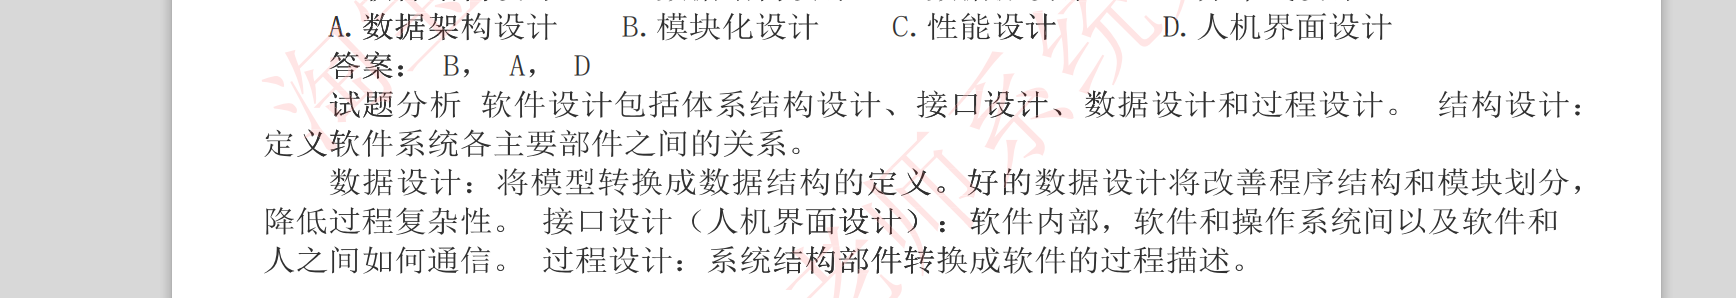 A. 数据架构设计 B. 模块化设计 C. 性能设计 D. 人机界面设计
答案： B， A， D
试题分析 软件设计包括体系结构设计、接口设计、数据设计和过程设计。 结构设计：
定义软件系统各主要部件之间的关系。
数据设计：将模型转换成数据结构的定义。好的数据设计将改善程序结构和模块划分，
降低过程复杂性。 接口设计（人机界面设计）：软件内部，软件和操作系统间以及软件和
人之间如何通信。 过程设计：系统结构部件转换成软件的过程描述。